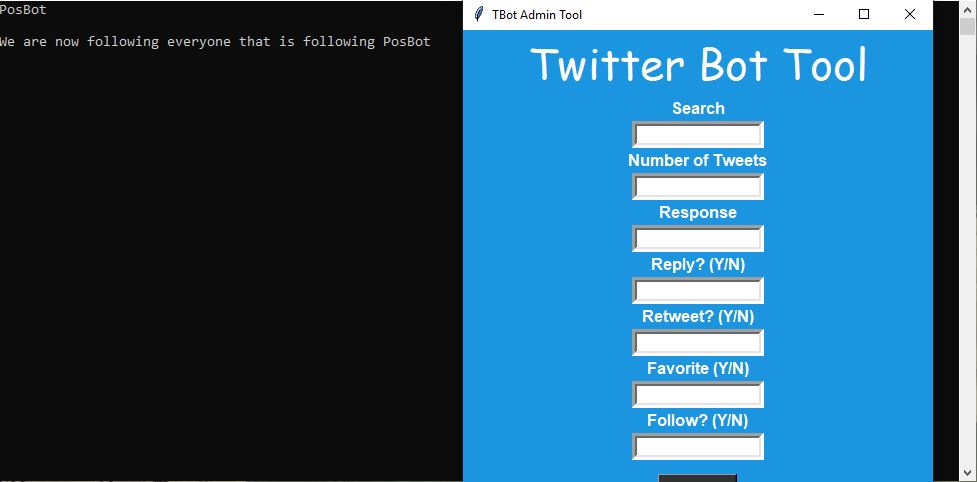 PosBot
We are now following everyone that is following PosBot
TBot Admin Tool
Twitter Bot Tool
Search
Number of Tweets
Response
Reply? (Y/N)
Retweet? (Y/N)
Favorite (Y/N)
Follow? (Y/N)